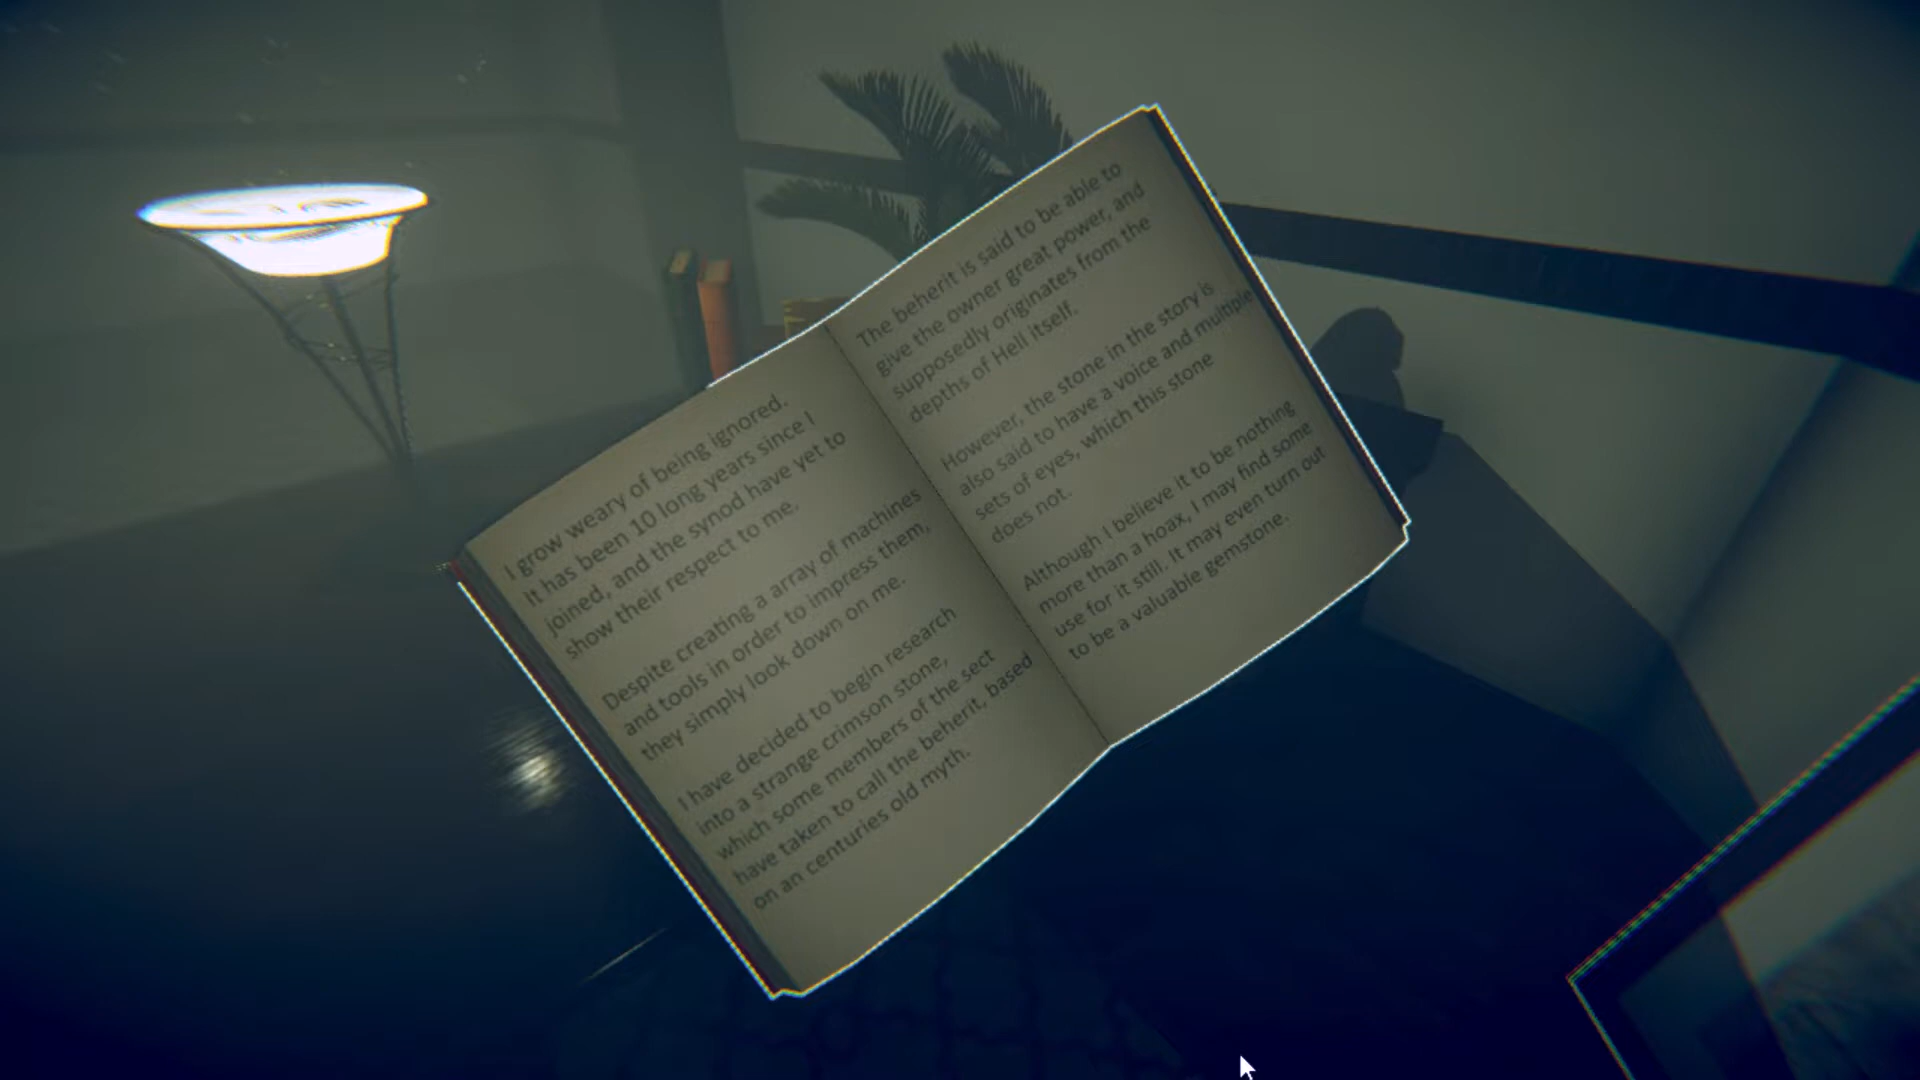 I grow weary of being ignored.
It has been 10 long years since I
joined, and the synod have yet to
show their respect to me.
Despite creating a array of machines
and tools in order to impress them,
they simply look down on me.
I have decided to begin research
into a strange crimson stone,
which some members of the sect
have taken to call the beherit, based
on an centuries old myth.
The beherit is said to be able to
give the owner great power, and
supposedly originates from the
depths of Hell itself.
However, the stone in the story is
also said to have a voice and multiple
sets of eyes, which this stone
does not.
Although I believe it to be nothing
more than a hoax, I may find some
use for it still. It may even turn out
to be a valuable gemstone.